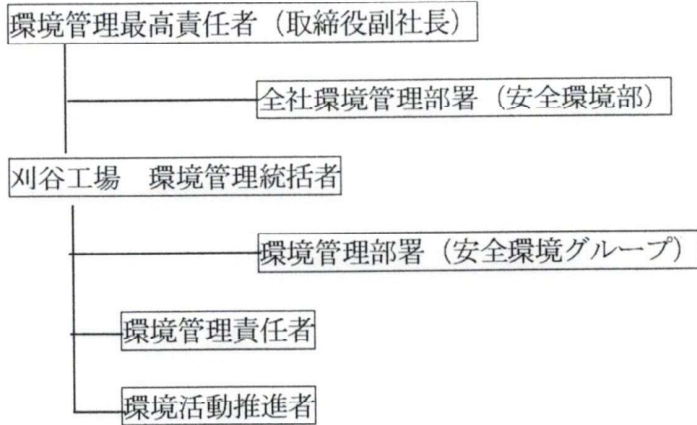 環境管理最高責任者（取締役副社長）
全社環境管理部署（安全環境部）
刈谷工場　環境管理統括者
環境管理部署（安全環境グループ）
環境管理責任者
環境活動推進者